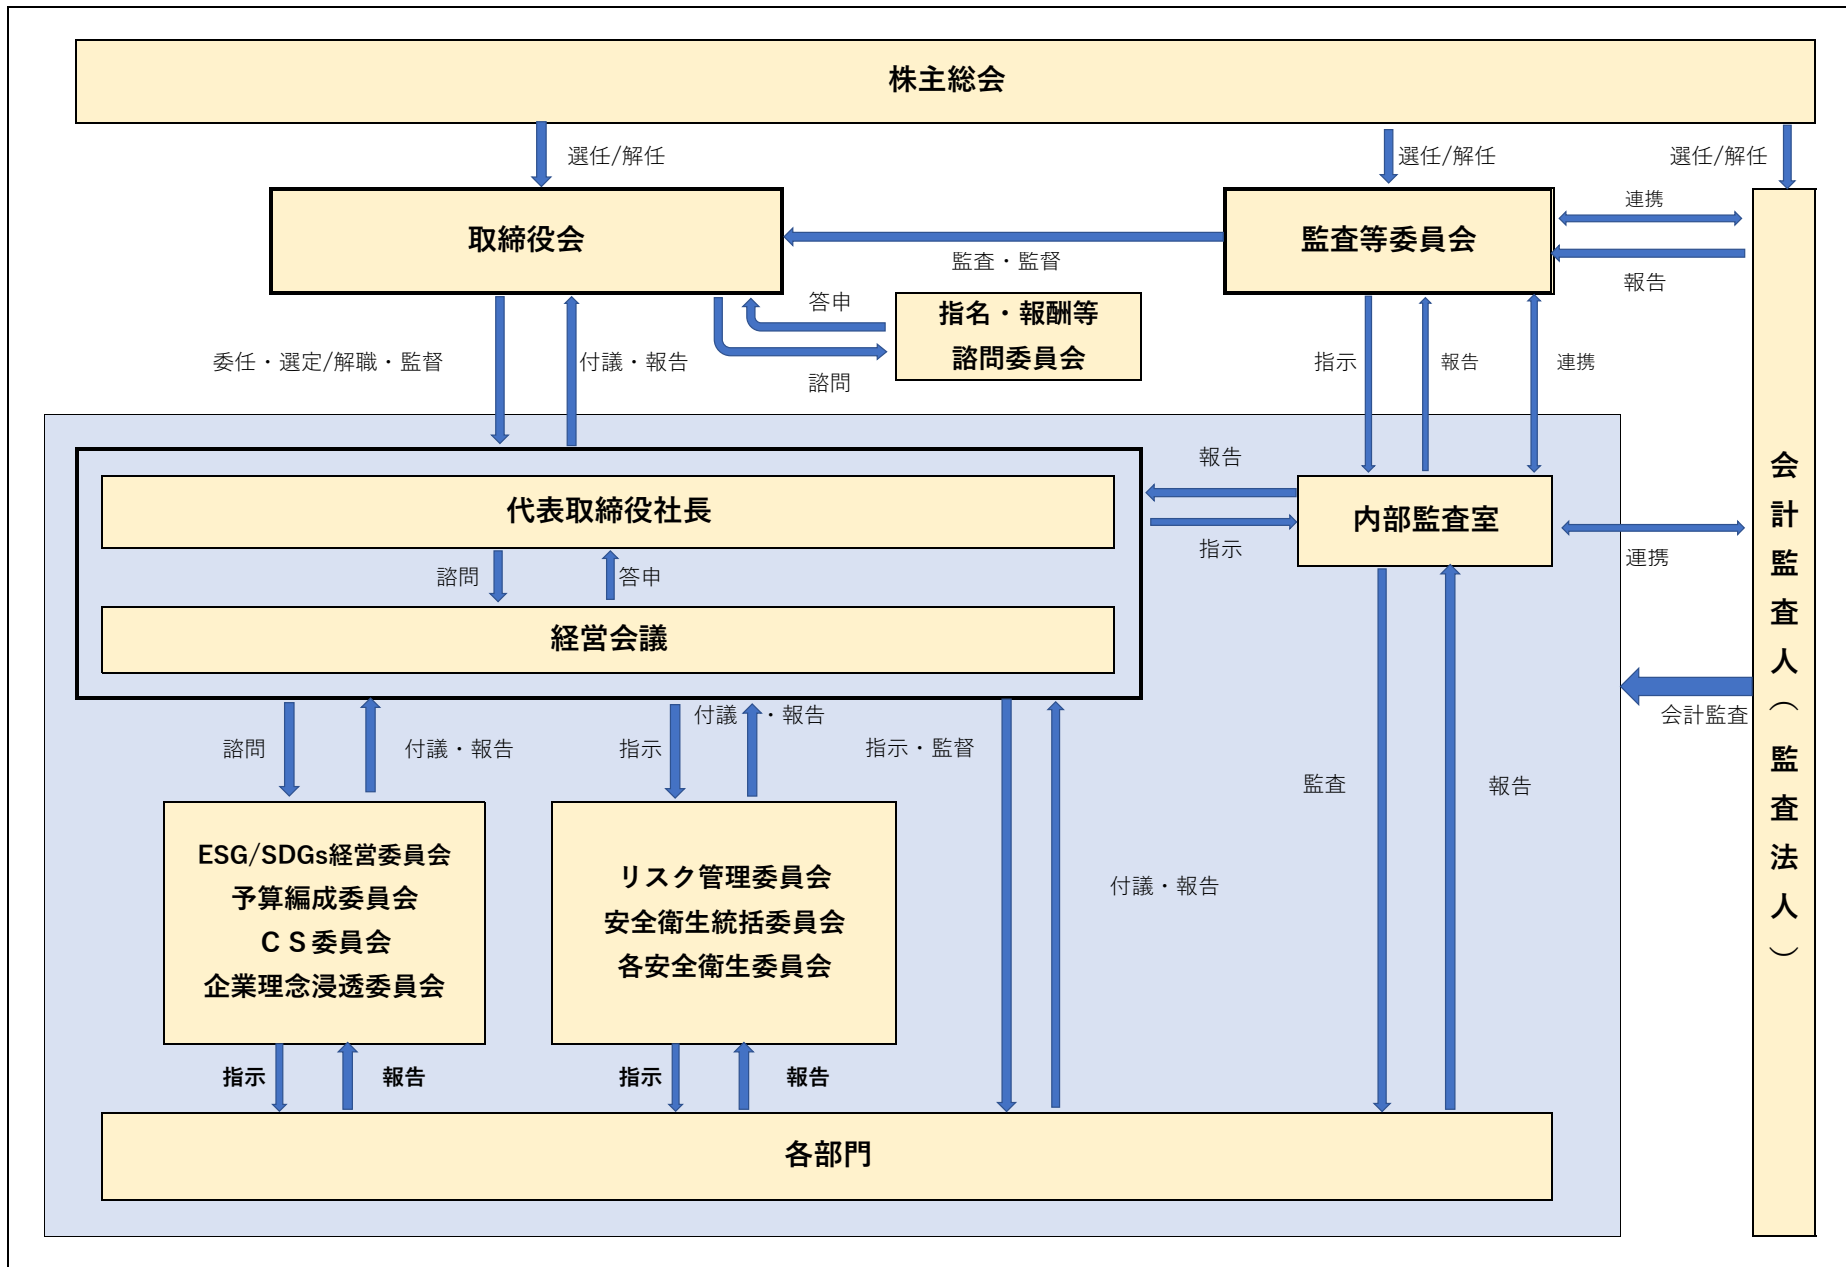 株主総会
選任/解任
選任/解任
選任/解任
取締役会
監査等委員会
連携
監査・監督
報告
答申
指名・報酬等
諮問委員会
諮問
委任・選定/解職・監督
付議・報告
指示
報告
連携
報告
代表取締役社長
内部監査室
指示
連携
諮問
答申
経営会議
会計監査人（監査法人）
会計監査
諮問
付議・報告
指示
付議・報告
指示・監督
監査
報告
ESG/SDGs経営委員会
予算編成委員会
ＣＳ委員会
企業理念浸透委員会
リスク管理委員会
安全衛生統括委員会
各安全衛生委員会
付議・報告
指示
報告
指示
報告
各部門